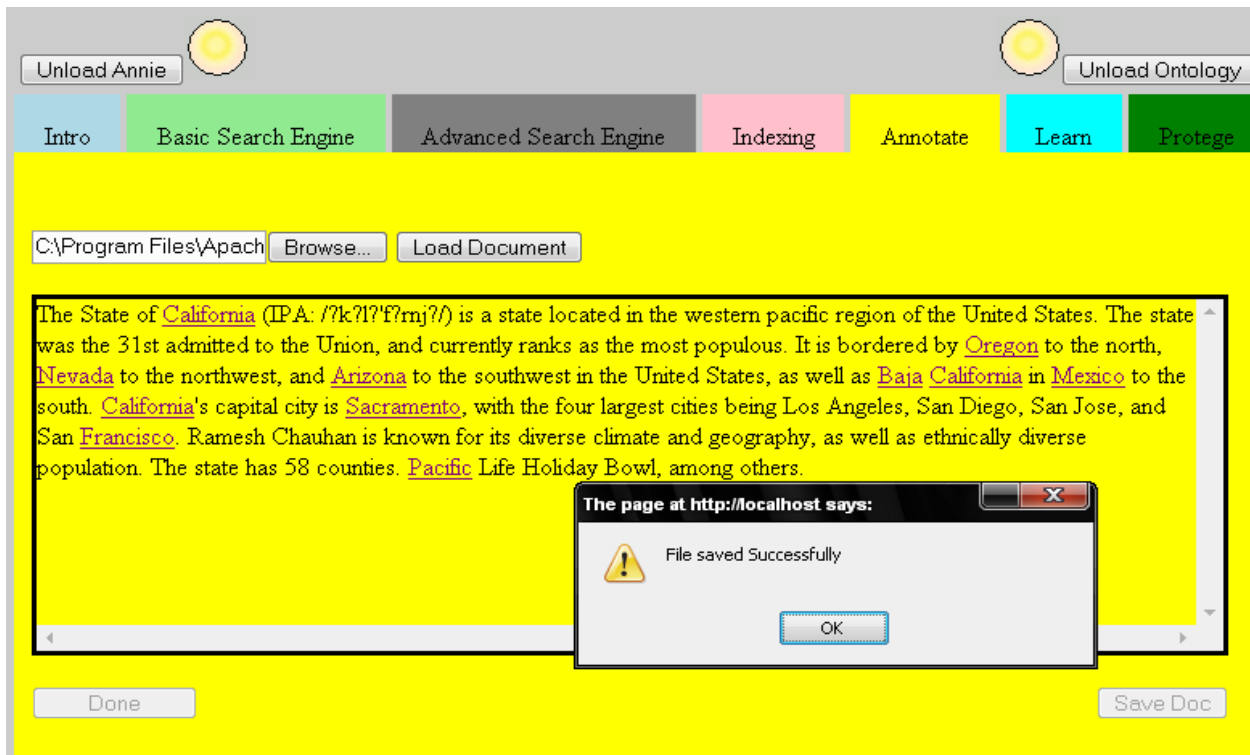 Unload Annie
Unload Ontology
Intro
Basic Search Engine
Advanced Search Engine
Indexing
Annotate
Learn
Protege
C:\Program Files\Apach
Browse...
Load Document
The State of California (IPA: /?k?l?'f?rnj?/) is a state located in the western pacific region of the United States. The state
was the 31st admitted to the Union, and currently ranks as the most populous. It is bordered by Oregon to the north,
Nevada to the northwest, and Arizona to the southwest in the United States, as well as Baja California in Mexico to the
south. California's capital city is Sacramento, with the four largest cities being Los Angeles, San Diego, San Jose, and
San Francisco. Ramesh Chauhan is known for its diverse climate and geography, as well as ethnically diverse
population. The state has 58 counties. Pacific Life Holiday Bowl, among others.
The page at http://localhost says:
File saved Successfully
OK
Done
Save Doc